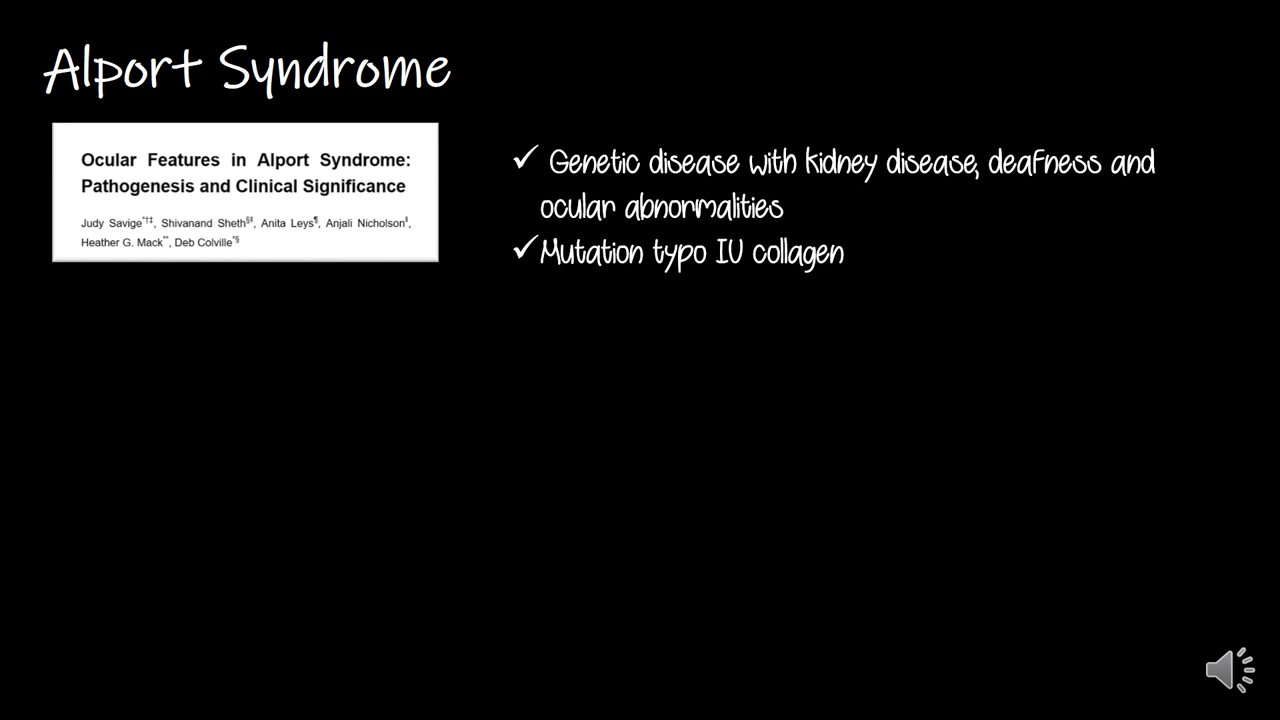 Alport Syndrome
Ocular Features in Alport Syndrome:
Pathogenesis and Clinical Significance
Judy Savige*†‡, Shivanand Sheth§‖, Anita Leys¶, Anjali Nicholson‖,
Heather G. Mack**, Deb Colville*§
✓ Genetic disease with kidney disease, deafness and
ocular abnormalities
✓ Mutation typo IV collagen